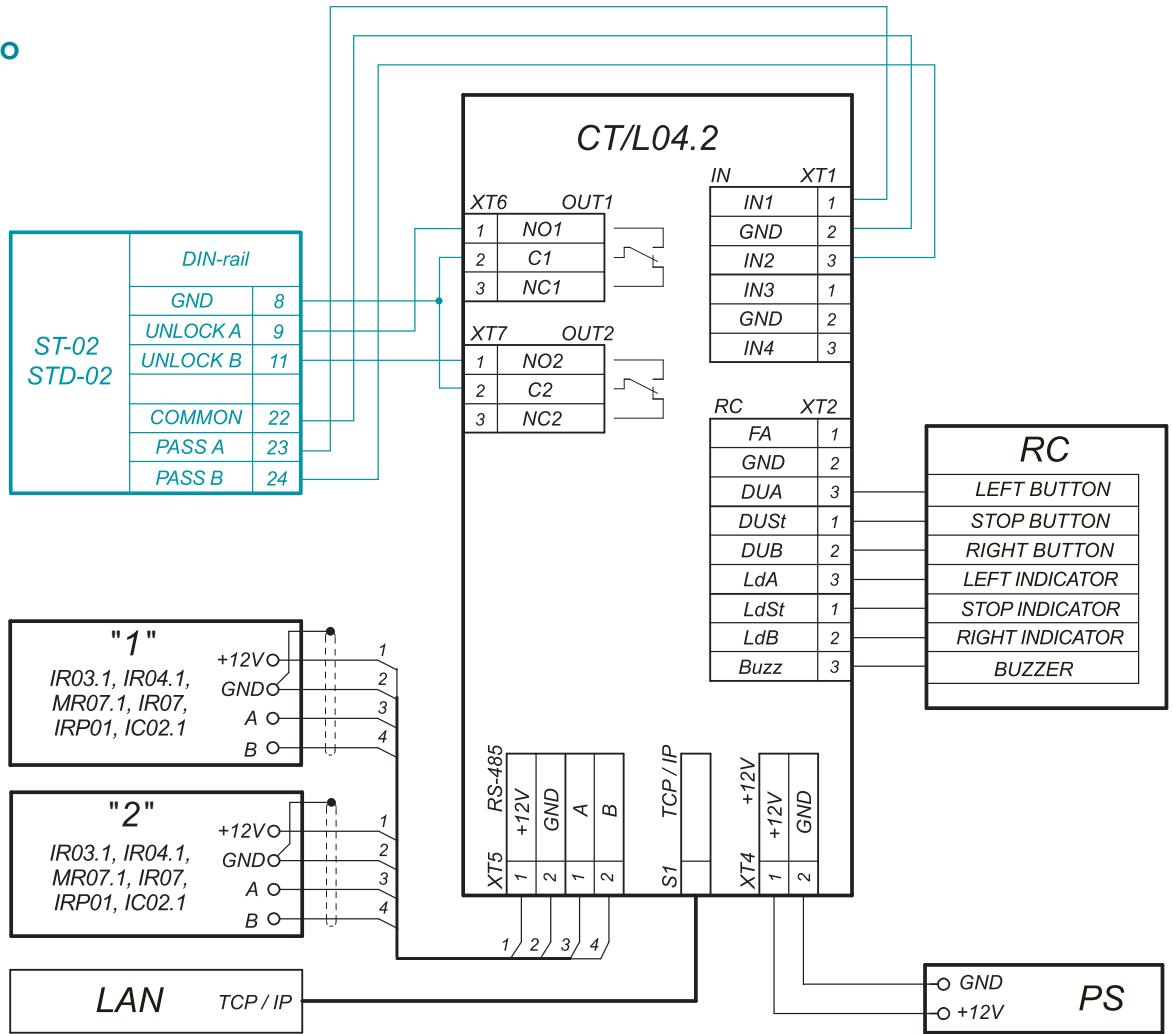 o
CT/L04.2
XT6 OUT1
1 NO1
2 C1
3 NC1
XT7 OUT2
1 NO2
2 C2
3 NC2
IN XT1
IN1 1
GND 2
IN2 3
IN3 1
GND 2
IN4 3
RC XT2
FA 1
GND 2
DUA 3
DUSt 1
DUB 2
LdA 3
LdSt 1
LdB 2
Buzz 3
ST-02
STD-02
DIN-rail
GND 8
UNLOCK A 9
UNLOCK B 11
COMMON 22
PASS A 23
PASS B 24
RC
LEFT BUTTON
STOP BUTTON
RIGHT BUTTON
LEFT INDICATOR
STOP INDICATOR
RIGHT INDICATOR
BUZZER
"1"
IR03.1, IR04.1,
MR07.1, IR07,
IRP01, IC02.1
+12V 1
GND 2
A 3
B 4
"2"
IR03.1, IR04.1,
MR07.1, IR07,
IRP01, IC02.1
+12V 1
GND 2
A 3
B 4
XT5 RS-485
1 +12V
2 GND
1 A
2 B
1 2 3 4
S1 TCP / IP
XT4 +12V
1 +12V
2 GND
LAN TCP / IP
PS
GND
+12V